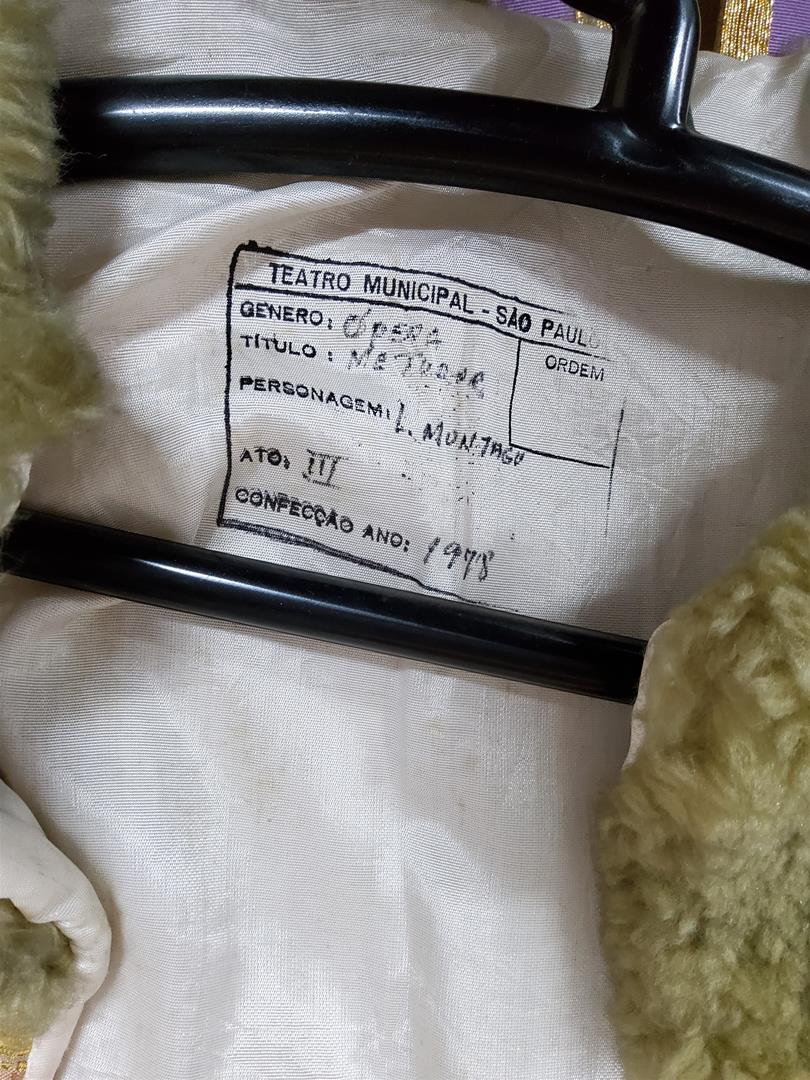 TEATRO MUNICIPAL - SÃO PAULO
GENERO: Ópera
TÍTULO :
ORDEM
PERSONAGEM: L. MONTAGU
ATO: III
CONFECÇÃO ANO: 1978